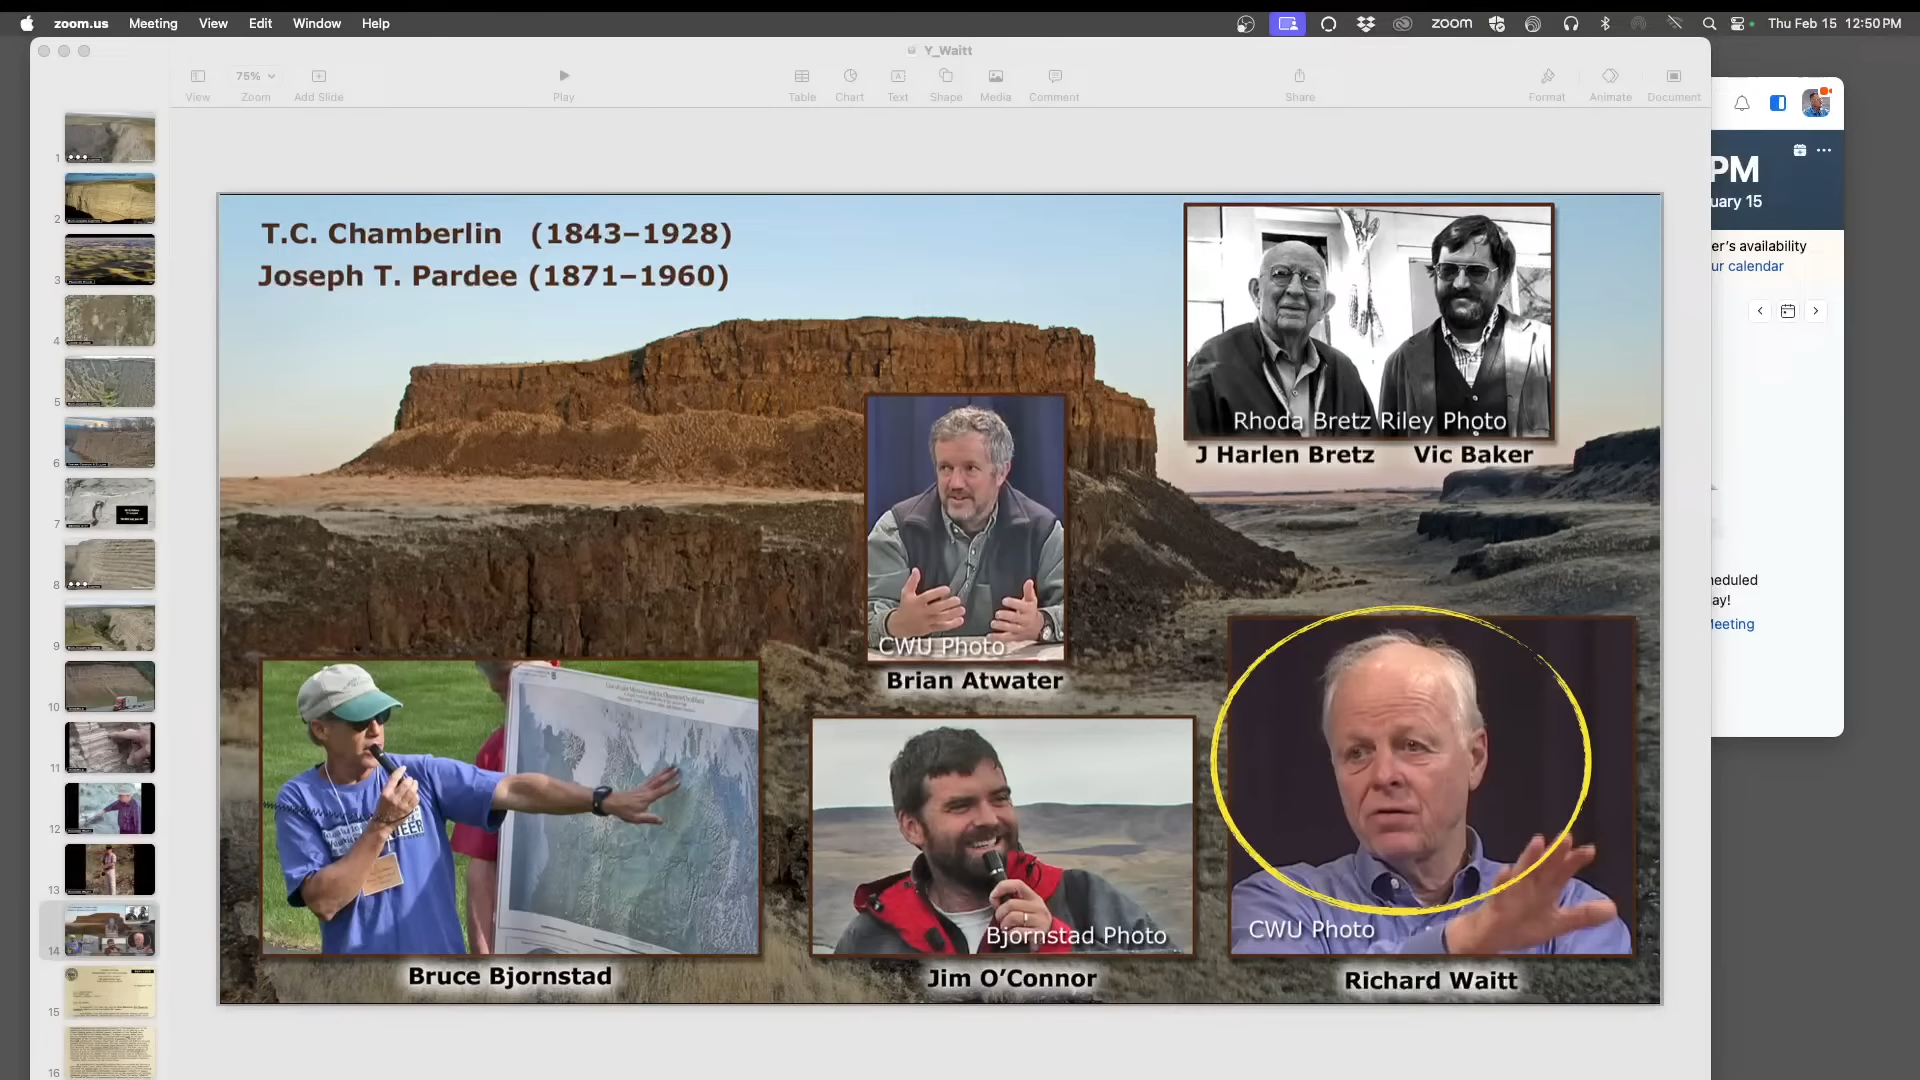 zoom.us Meeting View Edit Window Help
zoom Thu Feb 15 12:50 PM
Y_Waitt
75%
View Zoom Add Slide Play Table Chart Text Shape Media Comment Share Format Animate Document
T.C. Chamberlin (1843–1928)
Joseph T. Pardee (1871–1960)
Rhoda Bretz Riley Photo
J Harlen Bretz Vic Baker
CWU Photo
Brian Atwater
Bruce Bjornstad
Bjornstad Photo
Jim O’Connor
CWU Photo
Richard Waitt
1
2
3
4
5
6
7
8
9
10
11
12
13
14
15
16
PM
uary 15
er’s availability
ur calendar
heduled
ay!
Meeting